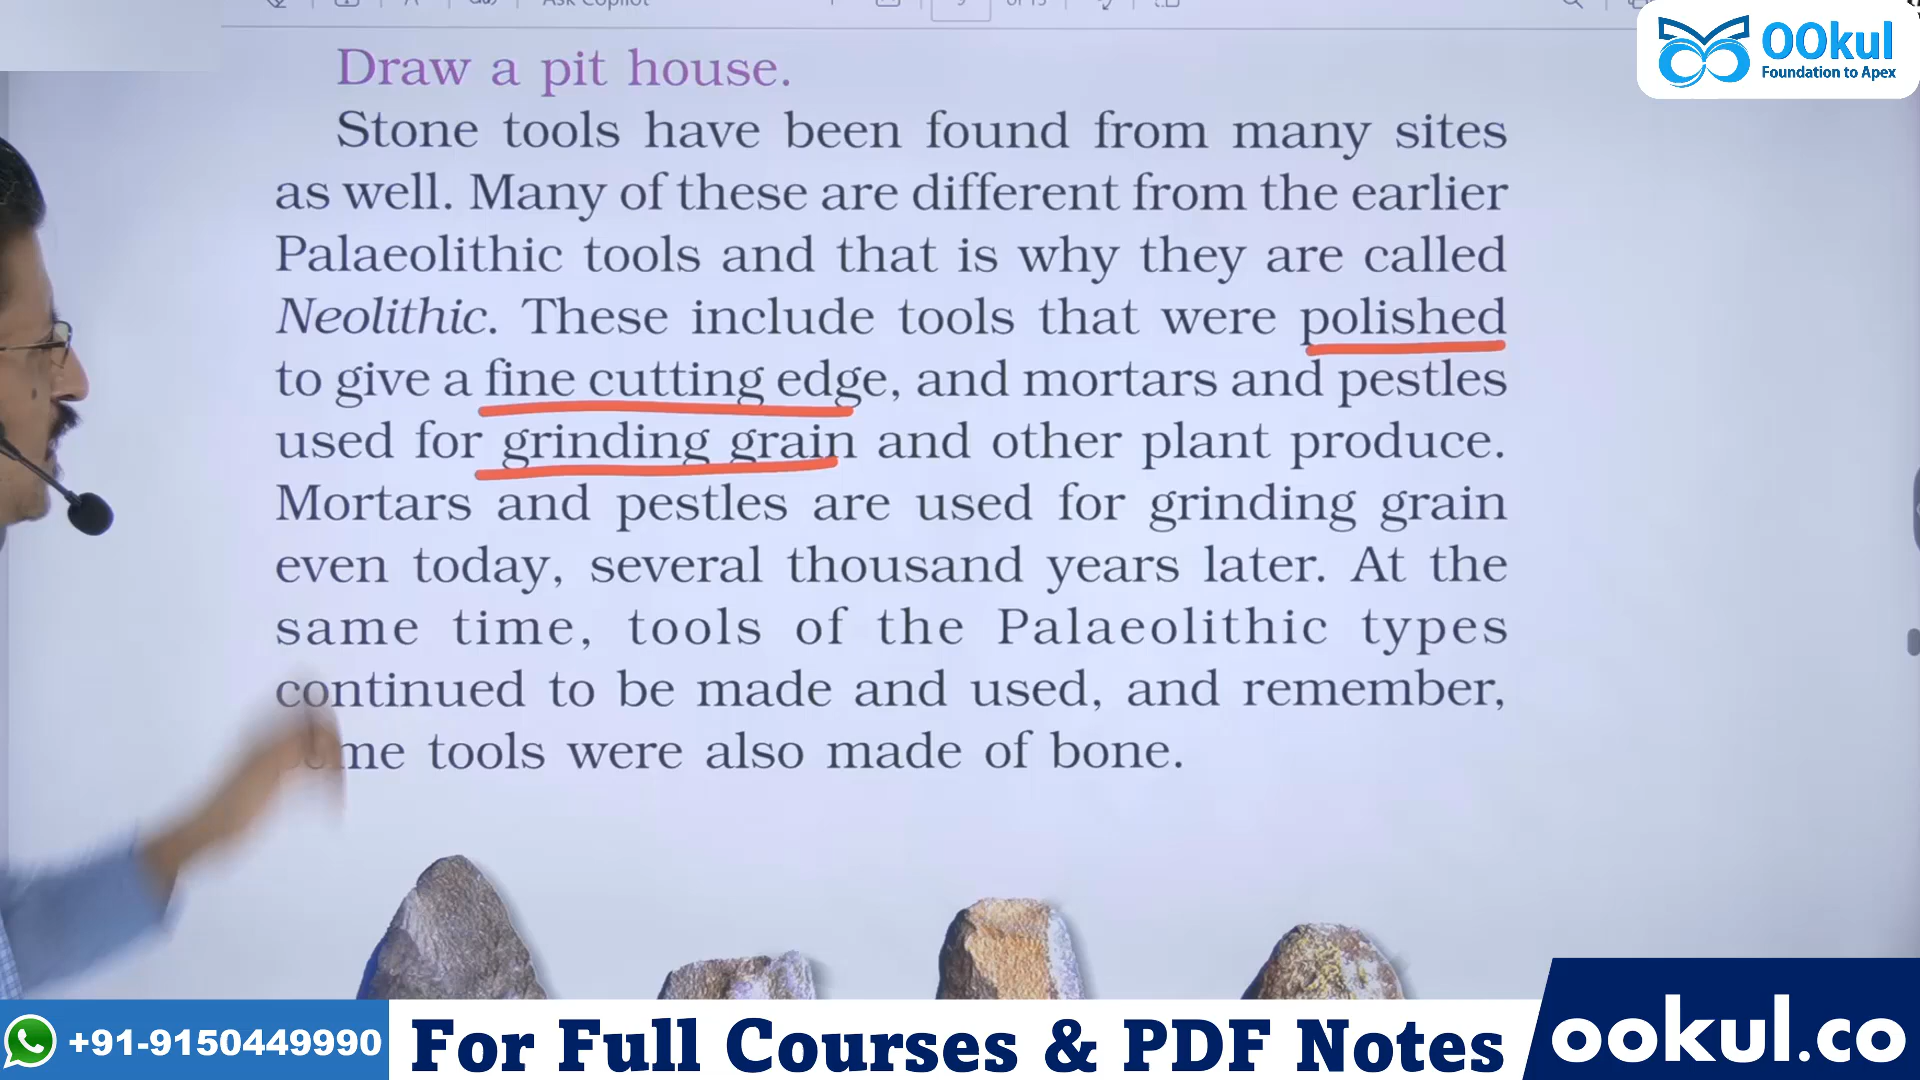 Ask Copilot
OOkul
Foundation to Apex
Draw a pit house.
Stone tools have been found from many sites
as well. Many of these are different from the earlier
Palaeolithic tools and that is why they are called
Neolithic. These include tools that were polished
to give a fine cutting edge, and mortars and pestles
used for grinding grain and other plant produce.
Mortars and pestles are used for grinding grain
even today, several thousand years later. At the
same time, tools of the Palaeolithic types
continued to be made and used, and remember,
tools were also made of bone.
+91-9150449990
For Full Courses & PDF Notes
ookul.co